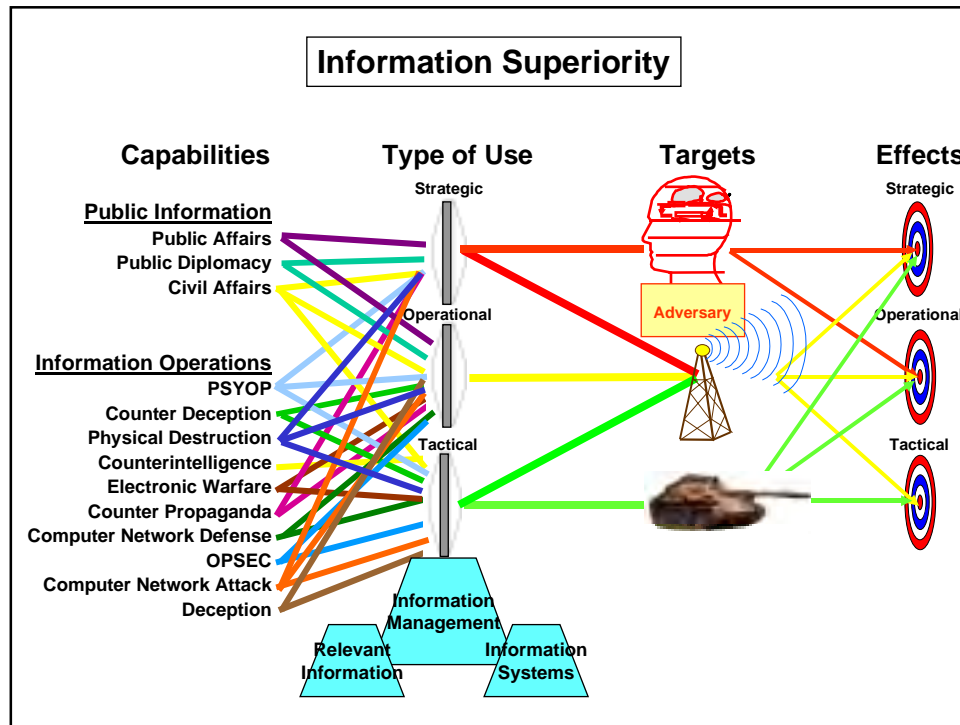 Information Superiority
Capabilities
Type of Use
Targets
Effects
Public Information
Public Affairs
Public Diplomacy
Civil Affairs
Information Operations
PSYOP
Counter Deception
Physical Destruction
Counterintelligence
Electronic Warfare
Counter Propaganda
Computer Network Defense
OPSEC
Computer Network Attack
Deception
Strategic
Operational
Tactical
Information
Management
Relevant
Information
Information
Systems
Adversary
Strategic
Operational
Tactical